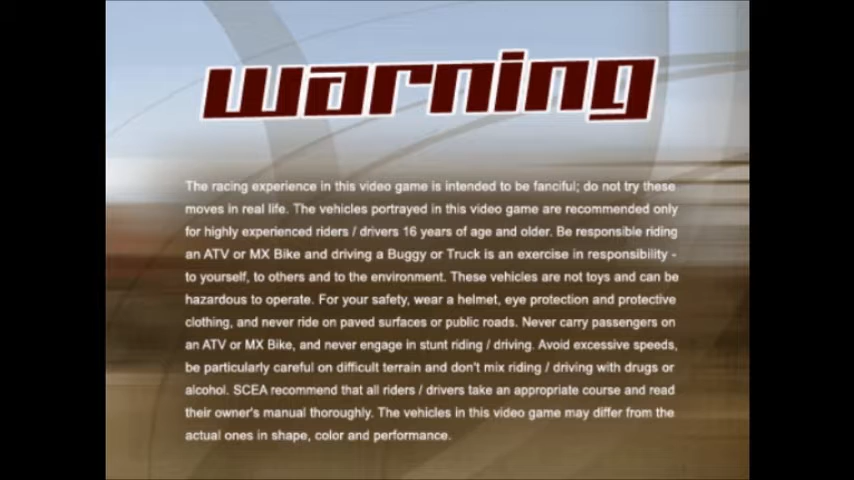 warning
The racing experience in this video game is intended to be fanciful; do not try these
moves in real life. The vehicles portrayed in this video game are recommended only
for highly experienced riders / drivers 16 years of age and older. Be responsible riding
an ATV or MX Bike and driving a Buggy or Truck is an exercise in responsibility -
to yourself, to others and to the environment. These vehicles are not toys and can be
hazardous to operate. For your safety, wear a helmet, eye protection and protective
clothing, and never ride on paved surfaces or public roads. Never carry passengers on
an ATV or MX Bike, and never engage in stunt riding / driving. Avoid excessive speeds,
be particularly careful on difficult terrain and don't mix riding / driving with drugs or
alcohol. SCEA recommend that all riders / drivers take an appropriate course and read
their owner's manual thoroughly. The vehicles in this video game may differ from the
actual ones in shape, color and performance.